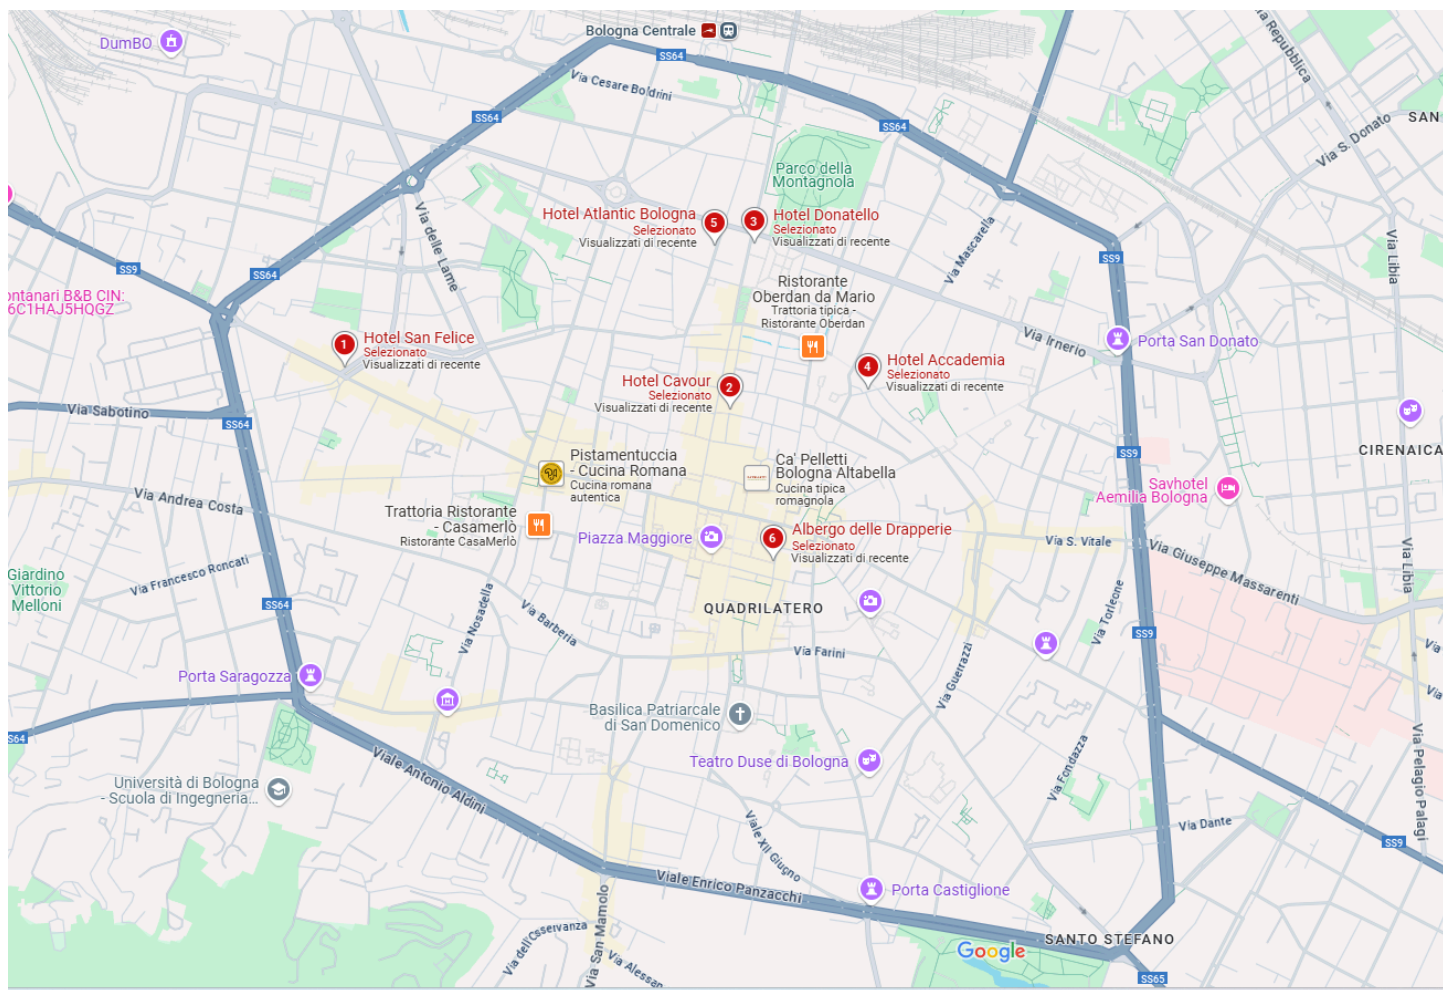 Bologna Centrale
DumBO
SS64
Via Cesare Boldrini
Via Repubblica
SS64
SS64
SAN
Via S. Donato
Parco della
Montagnola
Hotel Atlantic Bologna
Selezionato
Visualizzati di recente
5
3
Hotel Donatello
Selezionato
Visualizzati di recente
Via delle Lame
Via Mascarella
Via Libia
SS9
SS64
SS9
Ristorante
Oberdan da Mario
Trattoria tipica -
Ristorante Oberdan
ontanari B&B CIN:
6C1HAJ5HQGZ
1
Hotel San Felice
Selezionato
Visualizzati di recente
Via Irnerio
Porta San Donato
4
Hotel Accademia
Selezionato
Visualizzati di recente
Hotel Cavour
Selezionato
Visualizzati di recente
2
Via Sabotino
SS64
SS9
CIRENAICA
Pistamentuccia
- Cucina Romana
Cucina romana
autentica
Ca' Pelletti
Bologna Altabella
Cucina tipica
romagnola
Savhotel
Aemilia Bologna
Via Andrea Costa
Trattoria Ristorante
- Casamerlò
Ristorante CasaMerlò
Piazza Maggiore
6
Albergo delle Drapperie
Selezionato
Visualizzati di recente
Via S. Vitale
Via Giuseppe Massarenti
Via Libia
Giardino
Vittorio
Melloni
Via Francesco Roncati
SS64
Via Nosadella
Via Barberia
QUADRILATERO
Via Torleone
SS9
Via Farini
Via Guerrazzi
Porta Saragozza
Basilica Patriarcale
di San Domenico
S64
Viale Antonio Aldini
Teatro Duse di Bologna
Via Fondazza
Via Pelagio Palagi
Università di Bologna
- Scuola di Ingegneria...
Viale XII Giugno
Via Dante
SS9
Viale Enrico Panzacchi
Porta Castiglione
Via dell'Osservanza
Via San Mamolo
Via Alessan
SANTO STEFANO
Google
SS65